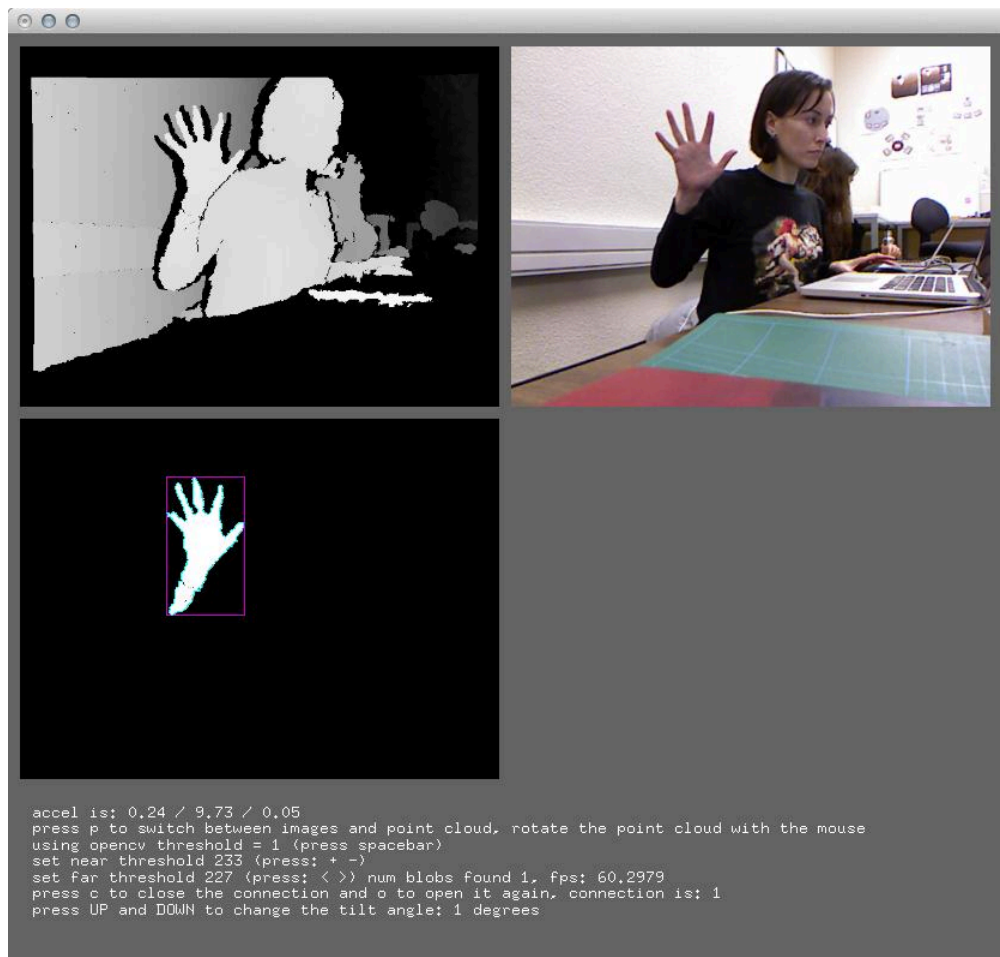 accel is: 0.24 / 9.73 / 0.05
press p to switch between images and point cloud, rotate the point cloud with the mouse
using opencv threshold = 1 (press spacebar)
set near threshold 233 (press: + -)
set far threshold 227 (press: < >) num blobs found 1, fps: 60.2979
press c to close the connection and o to open it again, connection is: 1
press UP and DOWN to change the tilt angle: 1 degrees